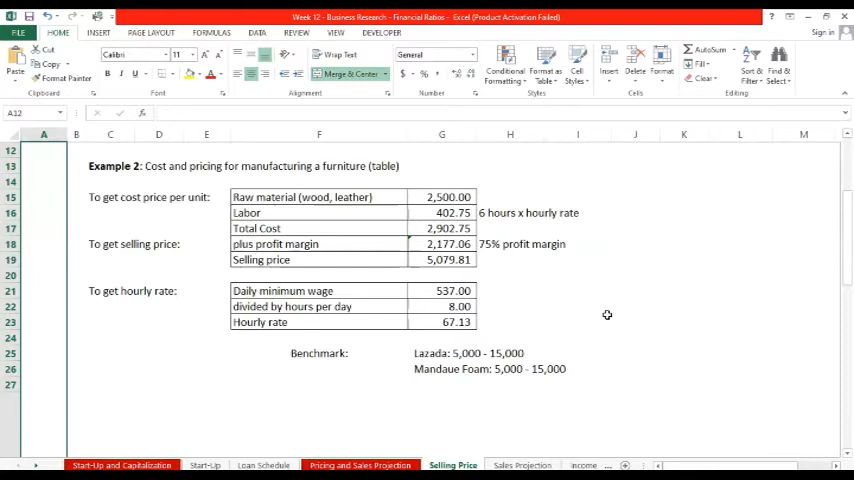 Week 12 - Business Research - Financial Ratios - Excel (Product Activation Failed)
FILE HOME INSERT PAGE LAYOUT FORMULAS DATA REVIEW VIEW DEVELOPER Sign in
Cut
Copy
Format Painter
Paste
Clipboard
Calibri 11
B I U
Font
Wrap Text
Merge & Center
Alignment
General
$ % ,
Number
Conditional Formatting
Format as Table
Cell Styles
Styles
Insert Delete Format
Cells
AutoSum
Fill
Clear
Sort & Filter
Find & Select
Editing
A12 fx
A B C D E F G H I J K L M
12
13 Example 2: Cost and pricing for manufacturing a furniture (table)
14
15 To get cost price per unit: Raw material (wood, leather) 2,500.00
16 Labor 402.75 6 hours x hourly rate
17 Total Cost 2,902.75
18 To get selling price: plus profit margin 2,177.06 75% profit margin
19 Selling price 5,079.81
20
21 To get hourly rate: Daily minimum wage 537.00
22 divided by hours per day 8.00
23 Hourly rate 67.13
24
25 Benchmark: Lazada: 5,000 - 15,000
26 Mandaue Foam: 5,000 - 15,000
27
Start-Up and Capitalization Start-Up Loan Schedule Pricing and Sales Projection Selling Price Sales Projection Income ...